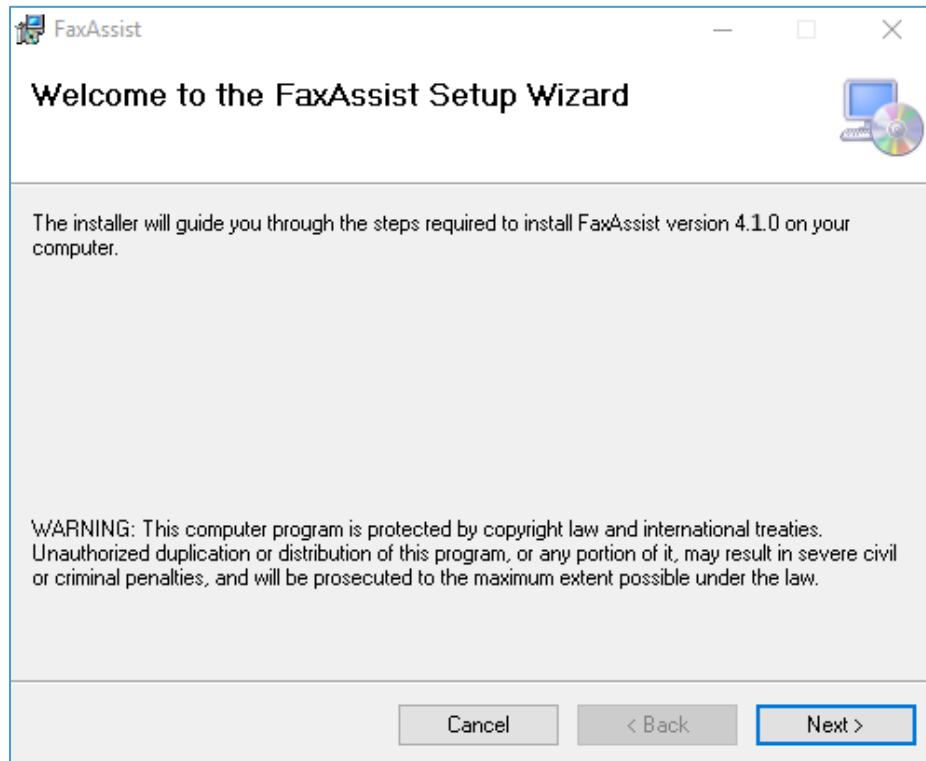 FaxAssist
Welcome to the FaxAssist Setup Wizard
The installer will guide you through the steps required to install FaxAssist version 4.1.0 on your
computer.
WARNING: This computer program is protected by copyright law and international treaties.
Unauthorized duplication or distribution of this program, or any portion of it, may result in severe civil
or criminal penalties, and will be prosecuted to the maximum extent possible under the law.
Cancel
< Back
Next >